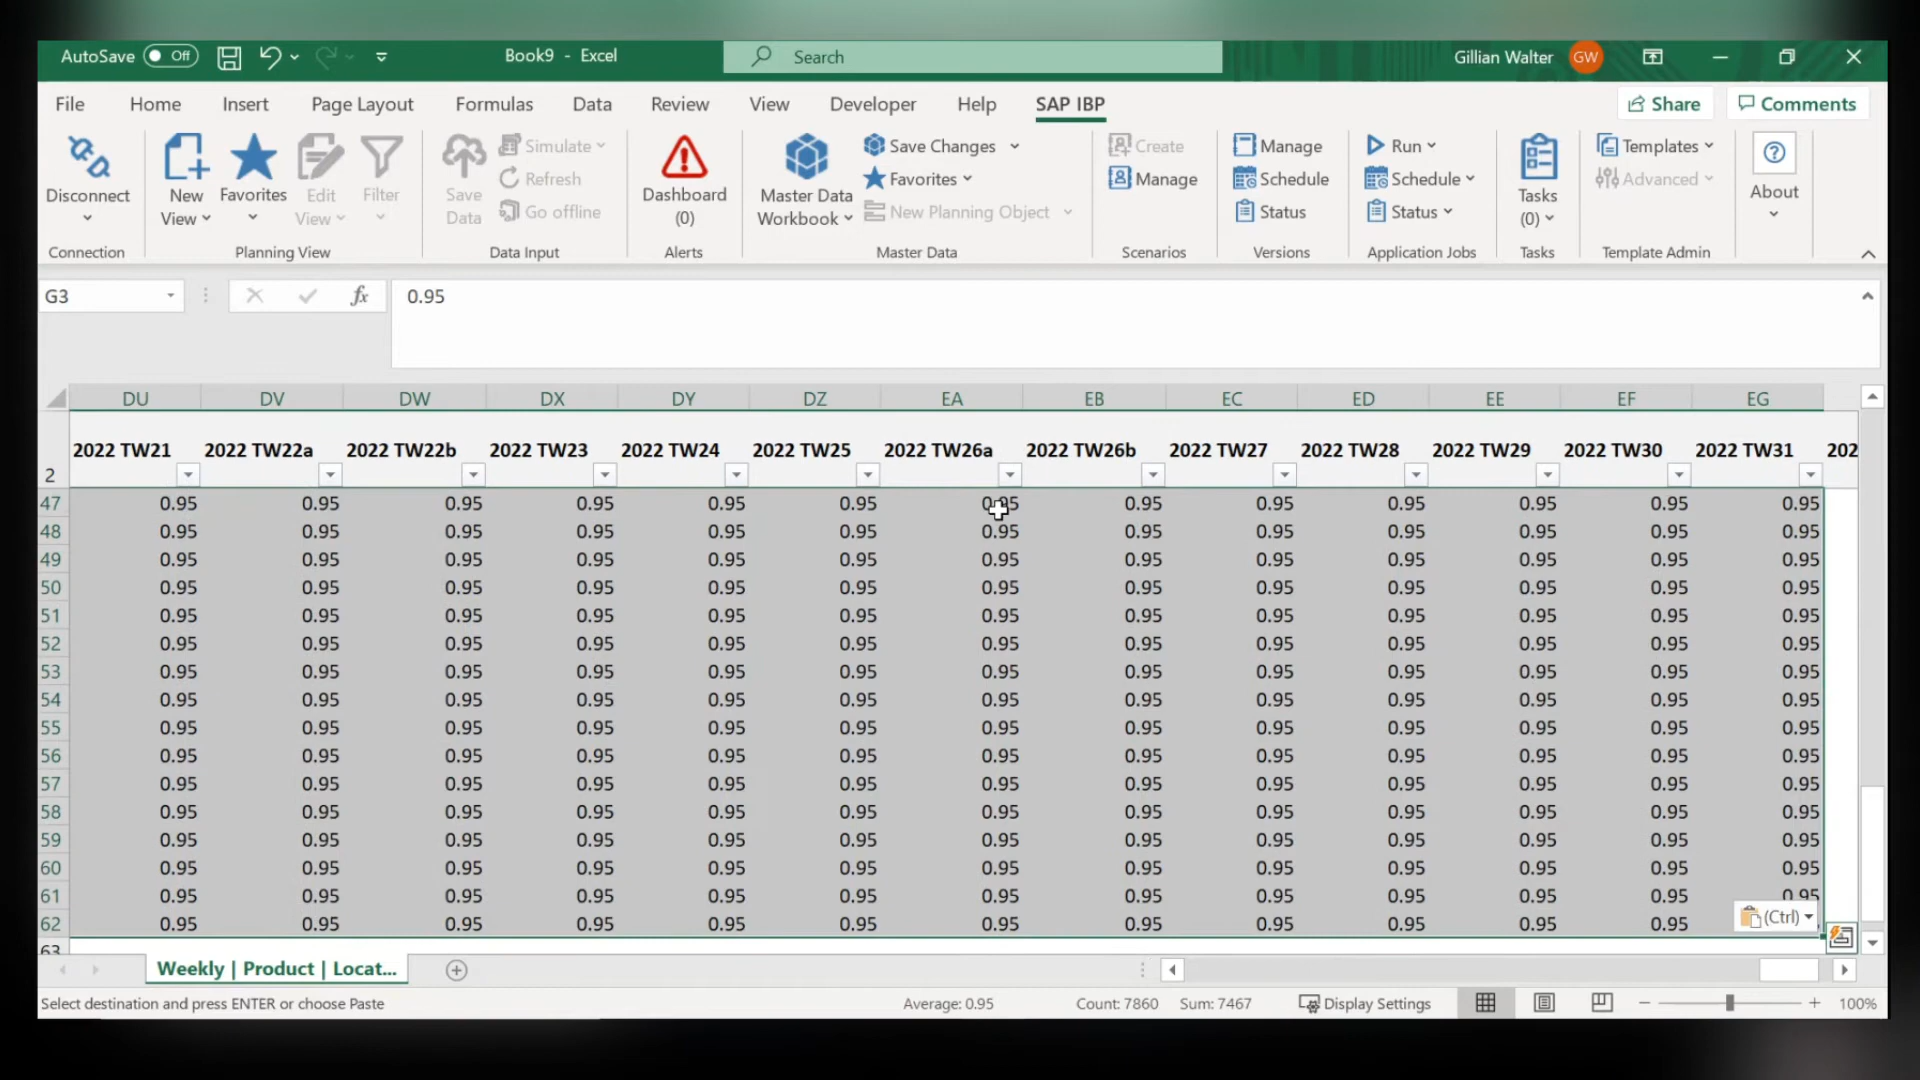 AutoSave Off Book9 - Excel Search Gillian Walter GW
File Home Insert Page Layout Formulas Data Review View Developer Help SAP IBP Share Comments
Disconnect
New View
Favorites
Edit View
Filter
Save Data
Simulate
Refresh
Go offline
Dashboard (0)
Master Data Workbook
Save Changes
Favorites
New Planning Object
Create
Manage
Manage
Schedule
Status
Run
Schedule
Status
Tasks (0)
Templates
Advanced
About
Connection Planning View Data Input Alerts Master Data Scenarios Versions Application Jobs Tasks Template Admin
G3 fx 0.95
DU DV DW DX DY DZ EA EB EC ED EE EF EG
2 2022 TW21 2022 TW22a 2022 TW22b 2022 TW23 2022 TW24 2022 TW25 2022 TW26a 2022 TW26b 2022 TW27 2022 TW28 2022 TW29 2022 TW30 2022 TW31 202
47 0.95 0.95 0.95 0.95 0.95 0.95 0.95 0.95 0.95 0.95 0.95 0.95 0.95
48 0.95 0.95 0.95 0.95 0.95 0.95 0.95 0.95 0.95 0.95 0.95 0.95 0.95
49 0.95 0.95 0.95 0.95 0.95 0.95 0.95 0.95 0.95 0.95 0.95 0.95 0.95
50 0.95 0.95 0.95 0.95 0.95 0.95 0.95 0.95 0.95 0.95 0.95 0.95 0.95
51 0.95 0.95 0.95 0.95 0.95 0.95 0.95 0.95 0.95 0.95 0.95 0.95 0.95
52 0.95 0.95 0.95 0.95 0.95 0.95 0.95 0.95 0.95 0.95 0.95 0.95 0.95
53 0.95 0.95 0.95 0.95 0.95 0.95 0.95 0.95 0.95 0.95 0.95 0.95 0.95
54 0.95 0.95 0.95 0.95 0.95 0.95 0.95 0.95 0.95 0.95 0.95 0.95 0.95
55 0.95 0.95 0.95 0.95 0.95 0.95 0.95 0.95 0.95 0.95 0.95 0.95 0.95
56 0.95 0.95 0.95 0.95 0.95 0.95 0.95 0.95 0.95 0.95 0.95 0.95 0.95
57 0.95 0.95 0.95 0.95 0.95 0.95 0.95 0.95 0.95 0.95 0.95 0.95 0.95
58 0.95 0.95 0.95 0.95 0.95 0.95 0.95 0.95 0.95 0.95 0.95 0.95 0.95
59 0.95 0.95 0.95 0.95 0.95 0.95 0.95 0.95 0.95 0.95 0.95 0.95 0.95
60 0.95 0.95 0.95 0.95 0.95 0.95 0.95 0.95 0.95 0.95 0.95 0.95 0.95
61 0.95 0.95 0.95 0.95 0.95 0.95 0.95 0.95 0.95 0.95 0.95 0.95 0.95
62 0.95 0.95 0.95 0.95 0.95 0.95 0.95 0.95 0.95 0.95 0.95 0.95 (Ctrl)
63
Weekly | Product | Locat...
Select destination and press ENTER or choose Paste Average: 0.95 Count: 7860 Sum: 7467 Display Settings 100%